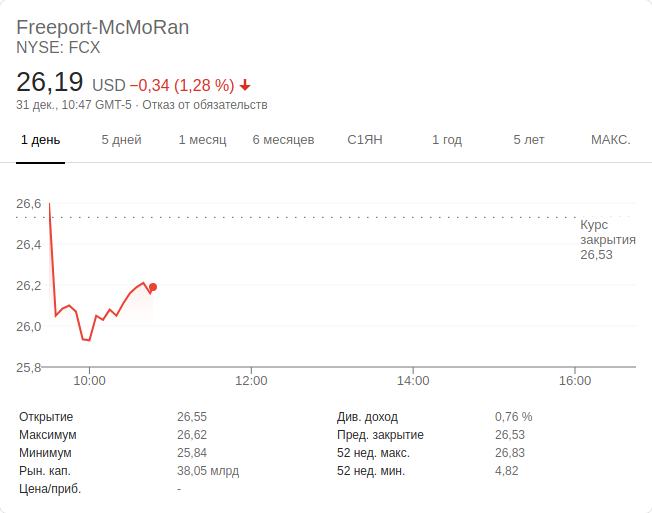 Freeport-McMoRan
NYSE: FCX
26,19 USD −0,34 (1,28 %)
31 дек., 10:47 GMT-5 · Отказ от обязательств
1 день 5 дней 1 месяц 6 месяцев С1ЯН 1 год 5 лет МАКС.
26,6
Курс
закрытия
26,53
26,4
26,2
26,0
25,8
10:00 12:00 14:00 16:00
Открытие 26,55 Див. доход 0,76 %
Максимум 26,62 Пред. закрытие 26,53
Минимум 25,84 52 нед. макс. 26,83
Рын. кап. 38,05 млрд 52 нед. мин. 4,82
Цена/приб. -